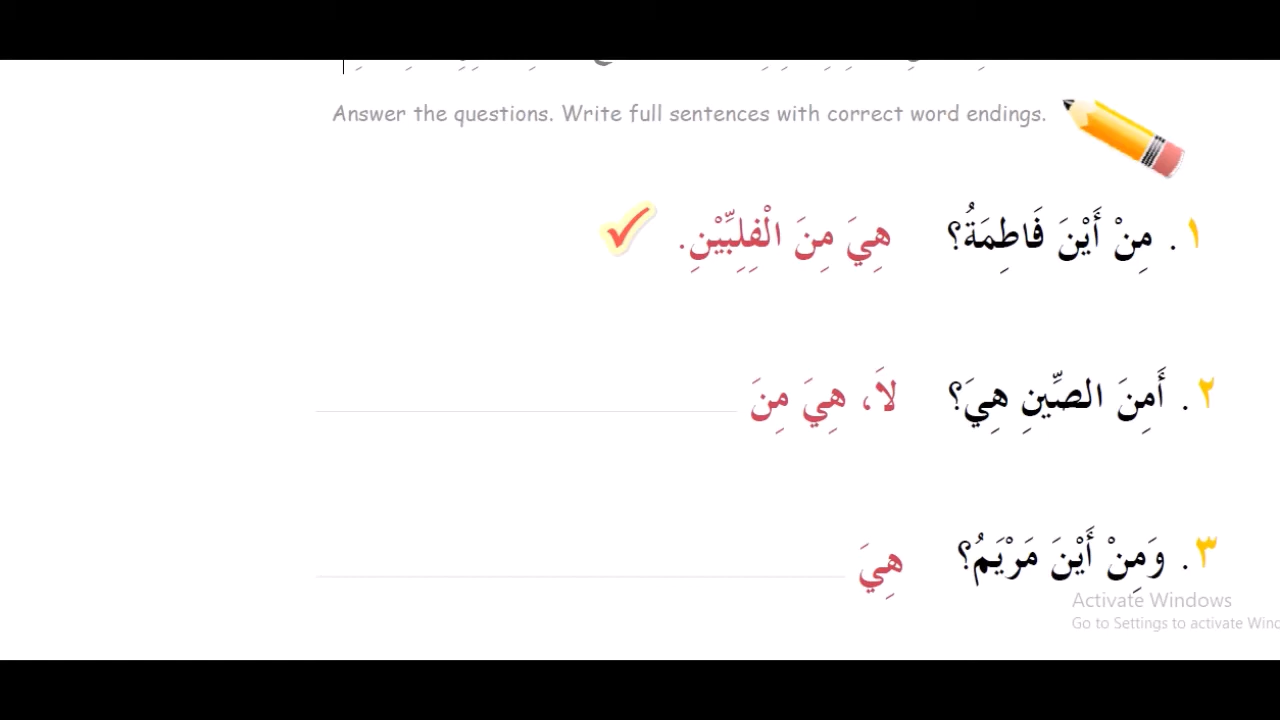 Answer the questions. Write full sentences with correct word endings.
١. مِنْ أَيْنَ فَاطِمَةُ؟ هِيَ مِنَ الْفِلِبِّيْنِ.
٢. أَمِنَ الصِّينِ هِيَ؟ لاَ، هِيَ مِنَ
٣. وَمِنْ أَيْنَ مَرْيَمُ؟ هِيَ
Activate Windows
Go to Settings to activate Wind